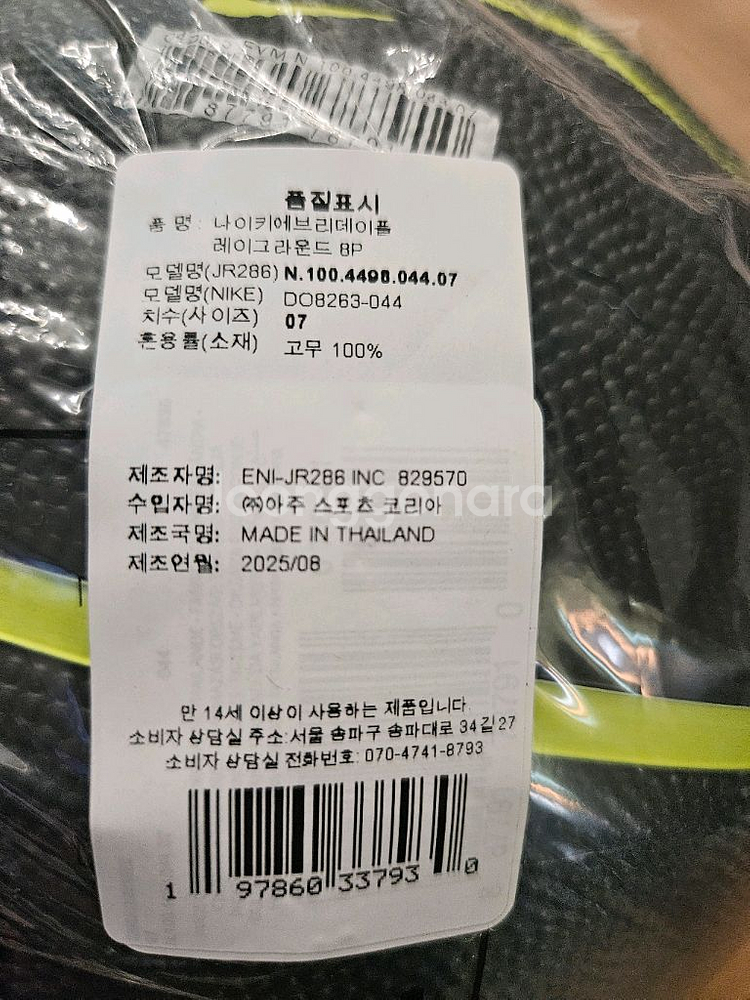 100.4498.044.07
품질표시
품 명 : 나이키에브리데이플
레이그라운드 8P
모델명(JR286) N.100.4498.044.07
모델명(NIKE) DO8263-044
치수(사이즈) 07
혼용률(소재) 고무 100%
제조자명: ENI-JR286 INC 829570
수입자명: ㈜아주 스포츠 코리아
제조국명: MADE IN THAILAND
제조연월: 2025/08
만 14세 이상이 사용하는 제품입니다
소비자 상담실 주소:서울 송파구 송파대로 34길 27
소비자 상담실 전화번호: 070-4741-8793
1 97860 33793 0